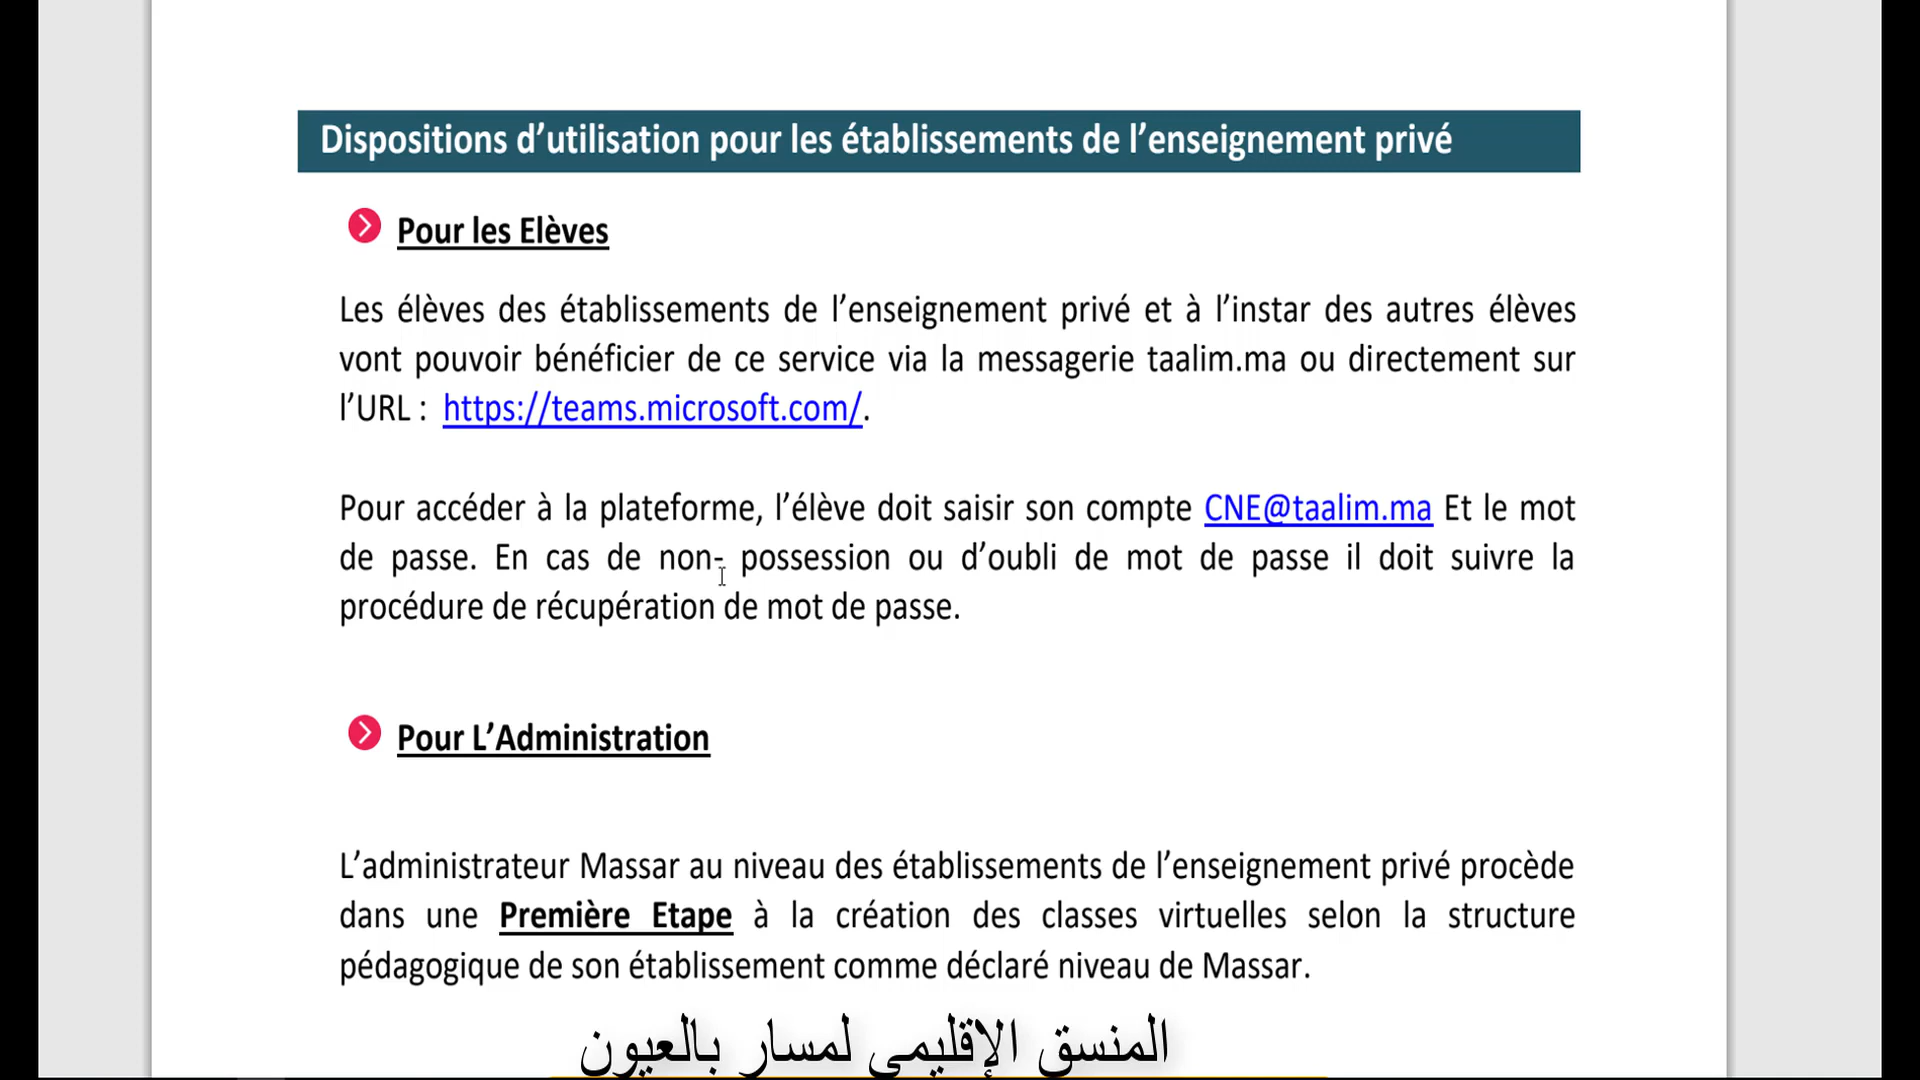 Dispositions d’utilisation pour les établissements de l’enseignement privé
Pour les Elèves
Les élèves des établissements de l’enseignement privé et à l’instar des autres élèves
vont pouvoir bénéficier de ce service via la messagerie taalim.ma ou directement sur
l’URL : https://teams.microsoft.com/.
Pour accéder à la plateforme, l’élève doit saisir son compte CNE@taalim.ma Et le mot
de passe. En cas de non- possession ou d’oubli de mot de passe il doit suivre la
procédure de récupération de mot de passe.
Pour L’Administration
L’administrateur Massar au niveau des établissements de l’enseignement privé procède
dans une Première Etape à la création des classes virtuelles selon la structure
pédagogique de son établissement comme déclaré niveau de Massar.
المنسق الإقليمي لمسار بالعيون